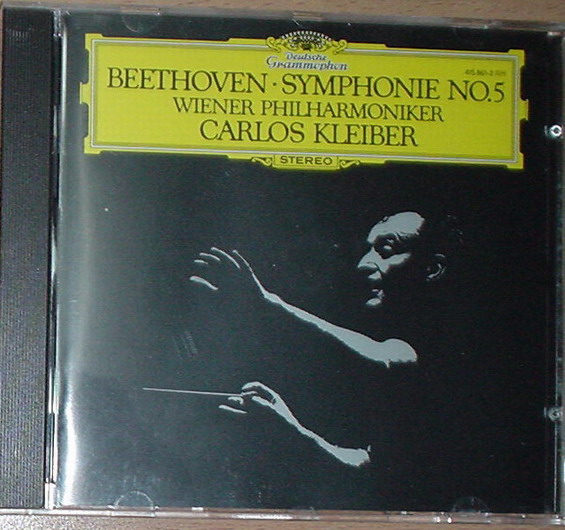 Deutsche
Grammophon
BEETHOVEN · SYMPHONIE NO.5
WIENER PHILHARMONIKER
CARLOS KLEIBER
STEREO